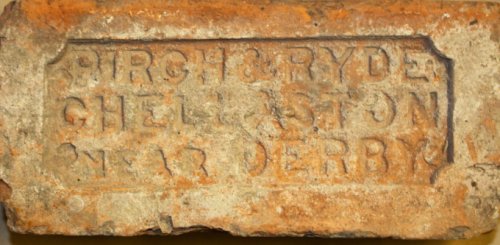 BIRCH & RYDE
CHELLASTON
NEAR DERBY